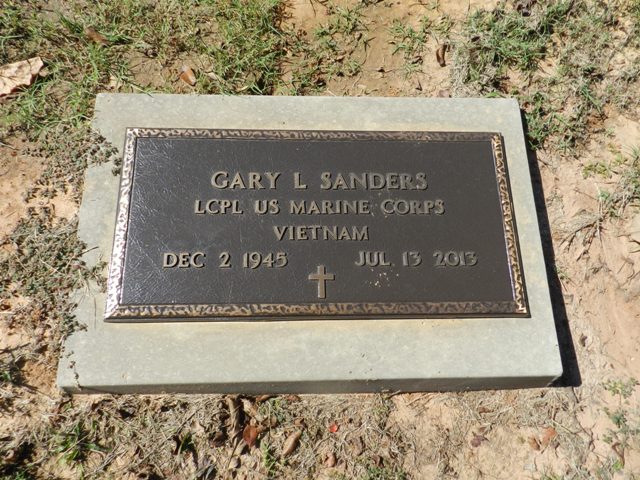 GARY L SANDERS
LCPL US MARINE CORPS
VIETNAM
DEC 2 1945 JUL 13 2013